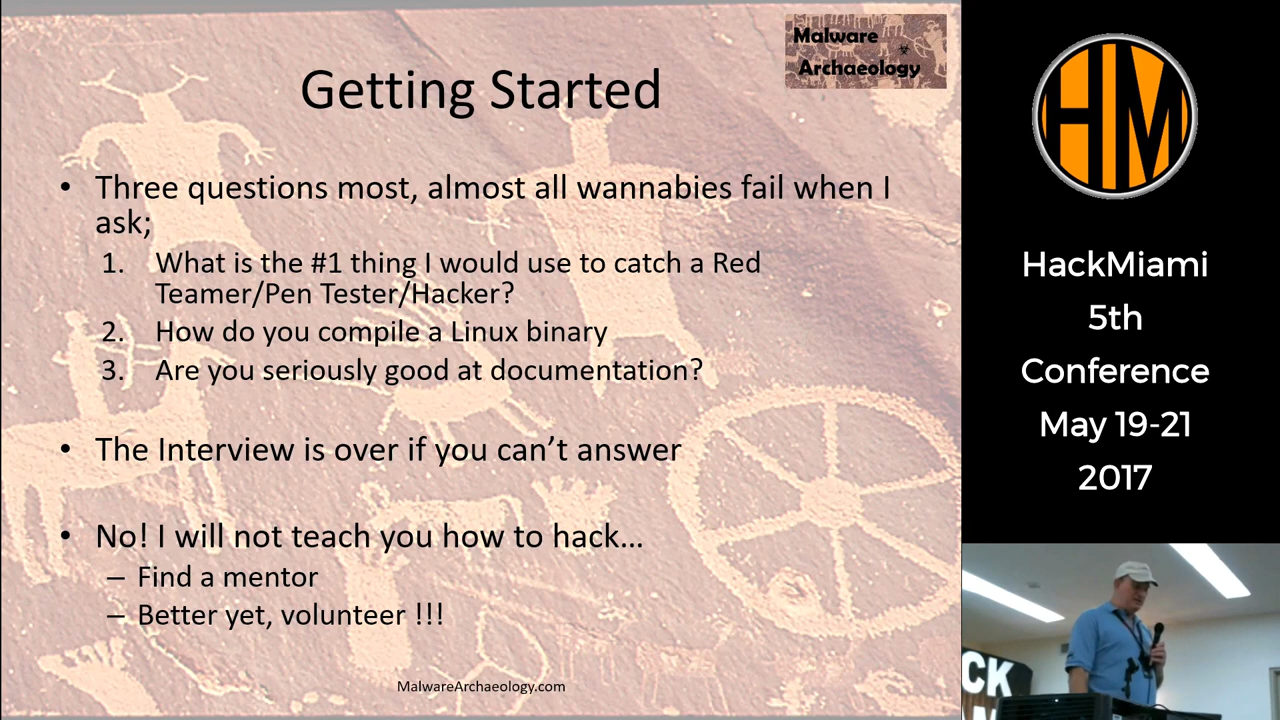 Malware
Archaeology
Getting Started
• Three questions most, almost all wannabies fail when I
ask;
1. What is the #1 thing I would use to catch a Red
Teamer/Pen Tester/Hacker?
2. How do you compile a Linux binary
3. Are you seriously good at documentation?
• The Interview is over if you can’t answer
• No! I will not teach you how to hack…
– Find a mentor
– Better yet, volunteer !!!
MalwareArchaeology.com
HM
HackMiami
5th
Conference
May 19-21
2017
CK